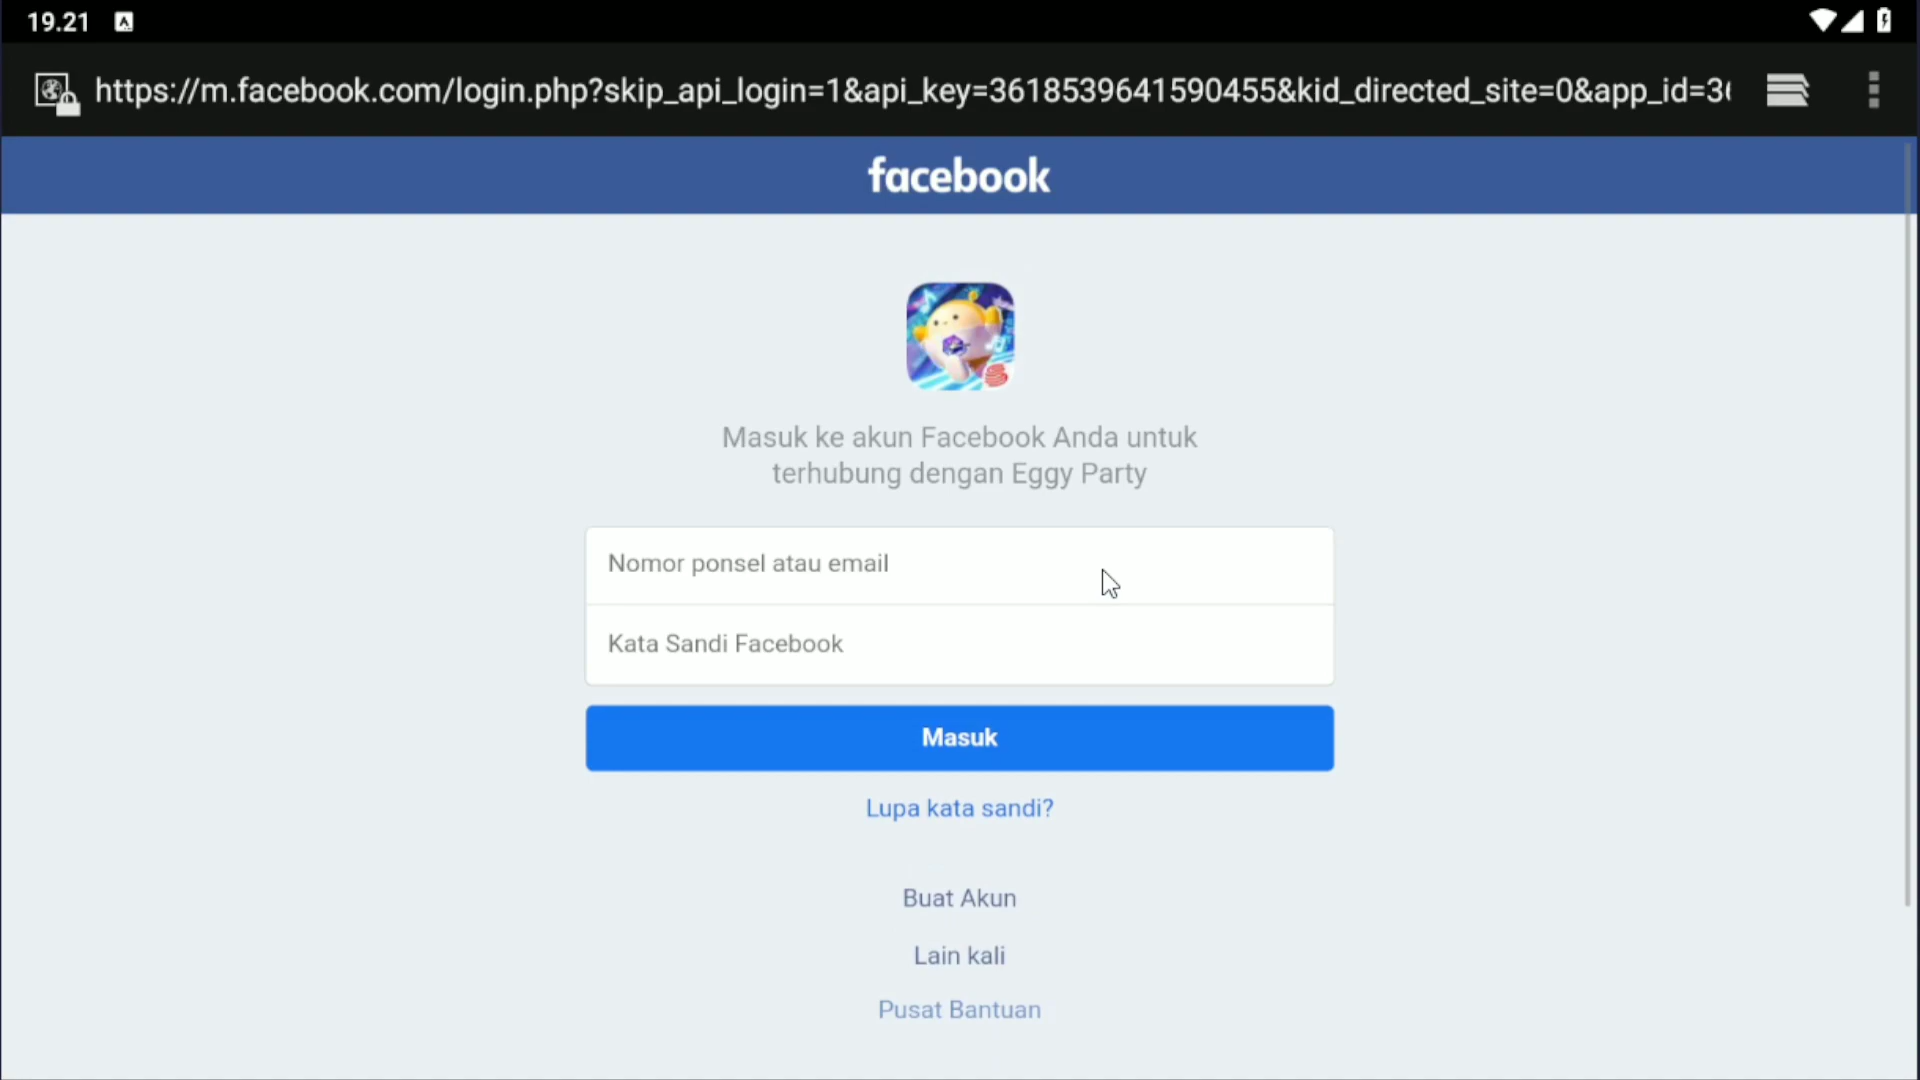 19.21
https://m.facebook.com/login.php?skip_api_login=1&api_key=3618539641590455&kid_directed_site=0&app_id=36
facebook
Masuk ke akun Facebook Anda untuk
terhubung dengan Eggy Party
Nomor ponsel atau email
Kata Sandi Facebook
Masuk
Lupa kata sandi?
Buat Akun
Lain kali
Pusat Bantuan